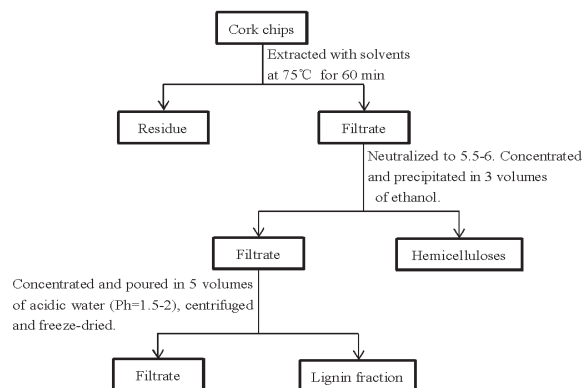 Cork chips
Extracted with solvents
at 75℃ for 60 min
Residue
Filtrate
Neutralized to 5.5-6. Concentrated
and precipitated in 3 volumes
of ethanol.
Filtrate
Hemicelluloses
Concentrated and poured in 5 volumes
of acidic water (Ph=1.5-2), centrifuged
and freeze-dried.
Filtrate
Lignin fraction